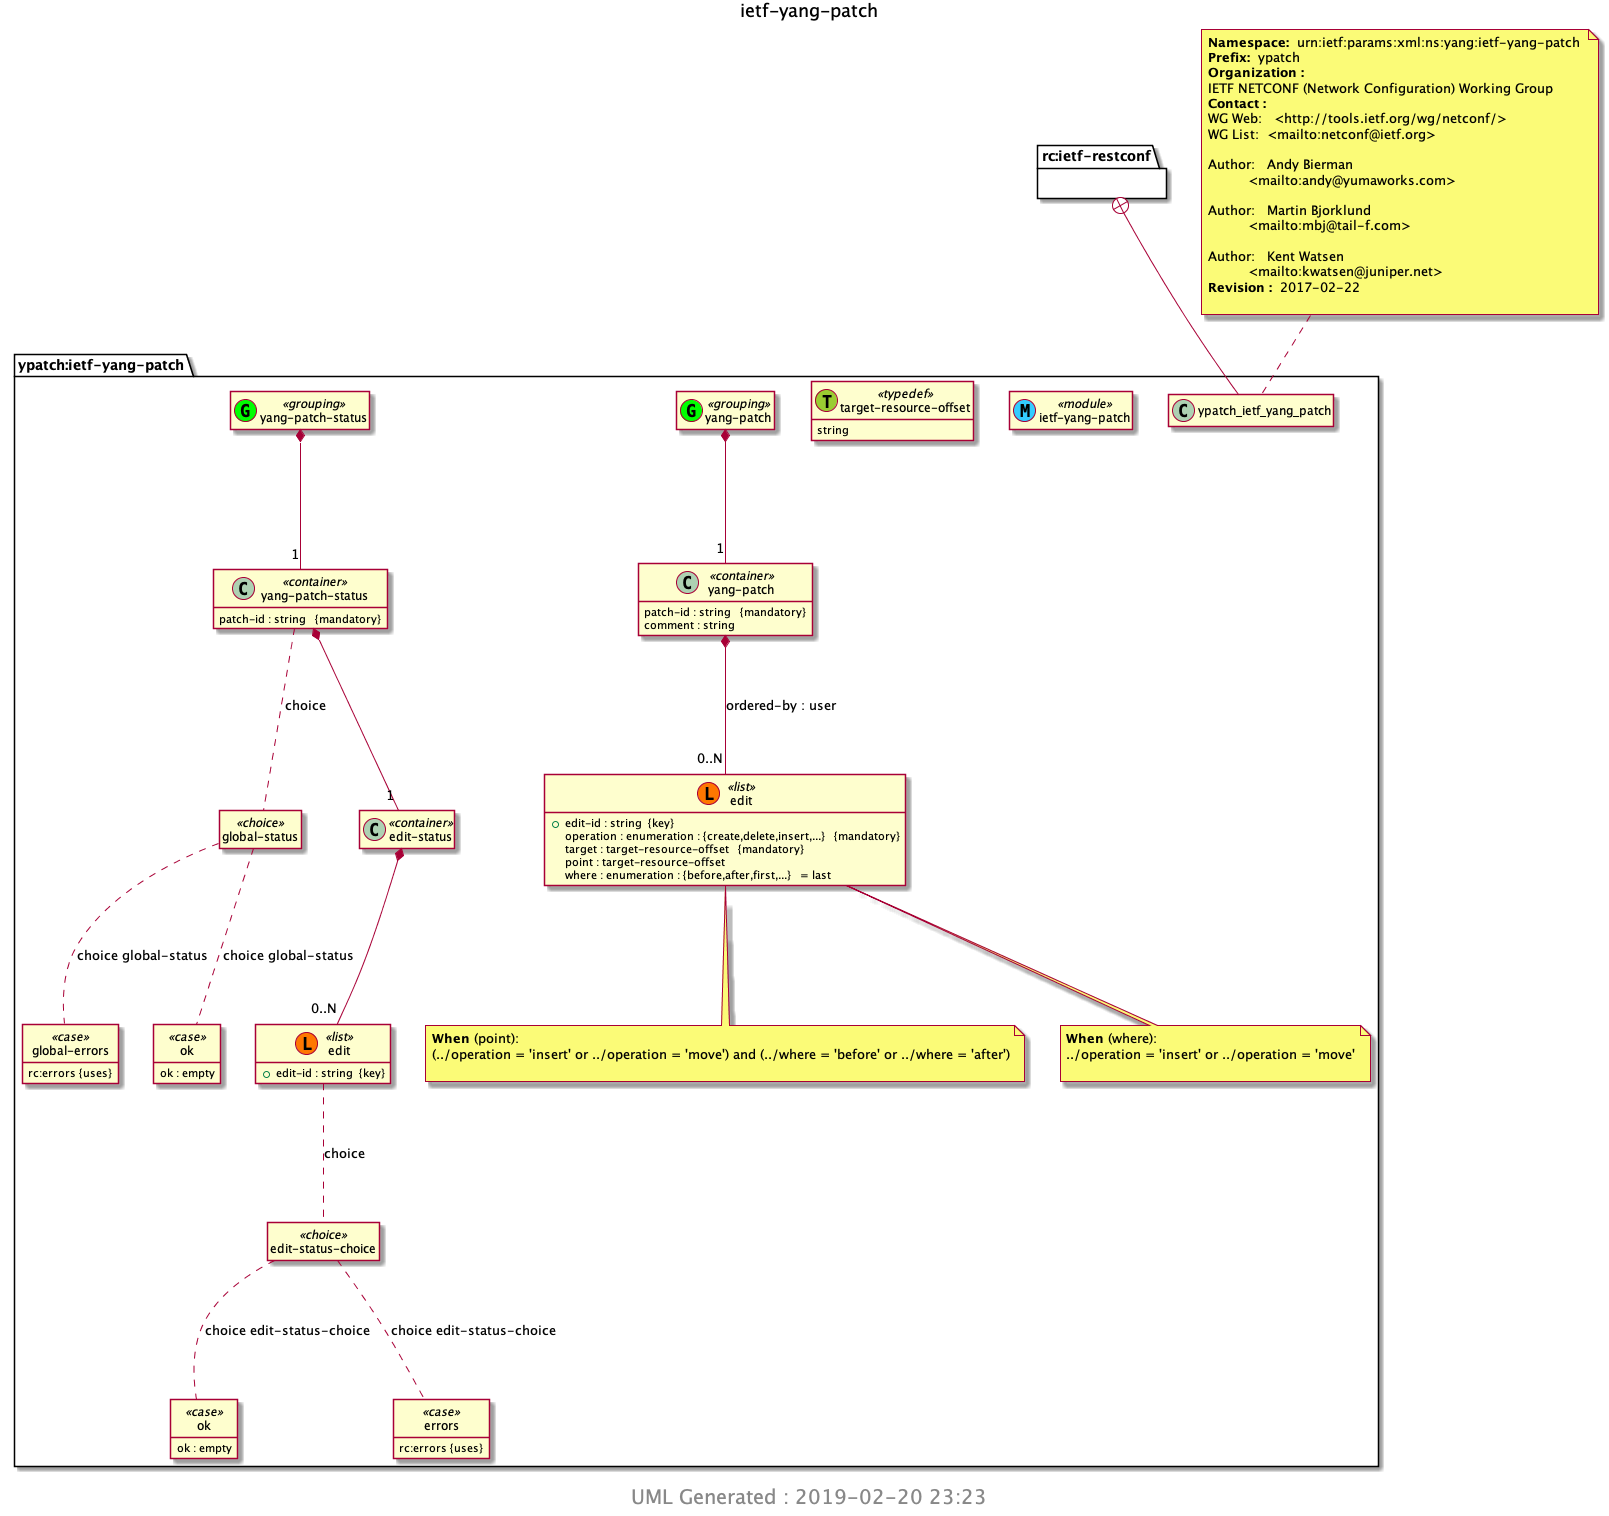 ietf-yang-patch
Namespace: urn:ietf:params:xml:ns:yang:ietf-yang-patch
Prefix: ypatch
Organization :
IETF NETCONF (Network Configuration) Working Group
Contact :
WG Web: <http://tools.ietf.org/wg/netconf/>
WG List: <mailto:netconf@ietf.org>
Author: Andy Bierman
<mailto:andy@yumaworks.com>
Author: Martin Bjorklund
<mailto:mbj@tail-f.com>
Author: Kent Watsen
<mailto:kwatsen@juniper.net>
Revision : 2017-02-22
rc:ietf-restconf
ypatch:ietf-yang-patch
G «grouping»
yang-patch-status
G «grouping»
yang-patch
T «typedef»
target-resource-offset
string
M «module»
ietf-yang-patch
C ypatch_ietf_yang_patch
1
1
C «container»
yang-patch-status
patch-id : string {mandatory}
C «container»
yang-patch
patch-id : string {mandatory}
comment : string
choice
ordered-by : user
1
0..N
«choice»
global-status
C «container»
edit-status
L «list»
edit
edit-id : string {key}
operation : enumeration : {create,delete,insert,...} {mandatory}
target : target-resource-offset {mandatory}
point : target-resource-offset
where : enumeration : {before,after,first,...} = last
choice global-status
choice global-status
0..N
«case»
global-errors
rc:errors {uses}
«case»
ok
ok : empty
L «list»
edit
edit-id : string {key}
When (point):
(../operation = 'insert' or ../operation = 'move') and (../where = 'before' or ../where = 'after')
When (where):
../operation = 'insert' or ../operation = 'move'
choice
«choice»
edit-status-choice
choice edit-status-choice
choice edit-status-choice
«case»
ok
ok : empty
«case»
errors
rc:errors {uses}
UML Generated : 2019-02-20 23:23